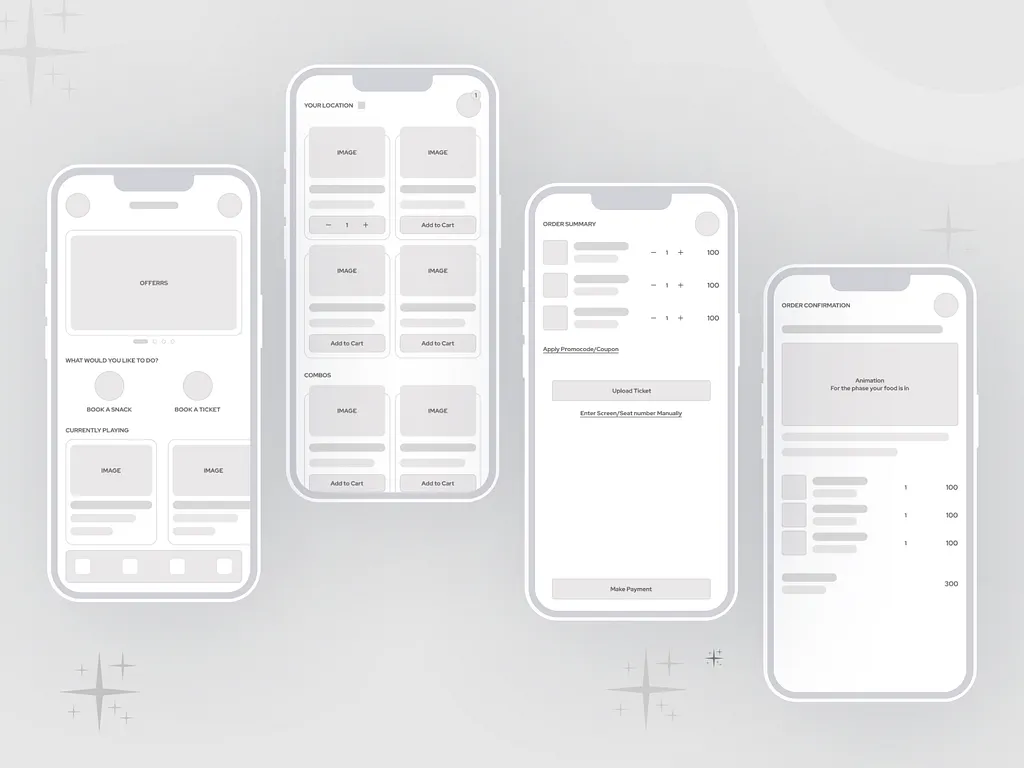 OFFERRS
WHAT WOULD YOU LIKE TO DO?
BOOK A SNACK
BOOK A TICKET
CURRENTLY PLAYING
IMAGE
IMAGE
YOUR LOCATION
1
IMAGE
IMAGE
− 1 +
Add to Cart
IMAGE
IMAGE
Add to Cart
Add to Cart
COMBOS
IMAGE
IMAGE
Add to Cart
Add to Cart
ORDER SUMMARY
− 1 + 100
− 1 + 100
− 1 + 100
Apply Promocode/Coupon
Upload Ticket
Enter Screen/Seat number Manually
Make Payment
ORDER CONFIRMATION
Animation
For the phase your food is in
1 100
1 100
1 100
300